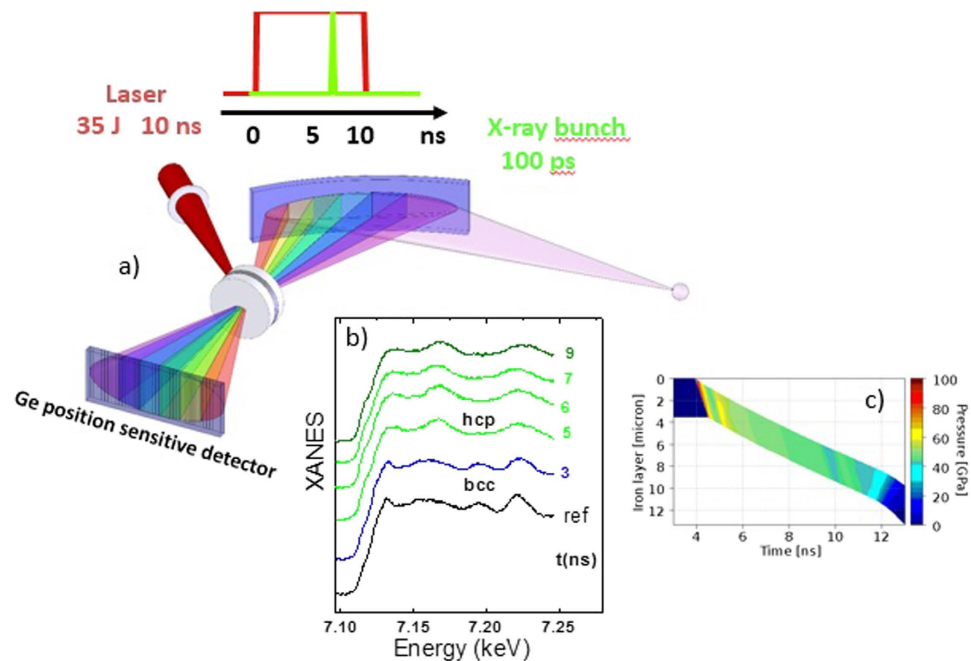 Laser
35 J 10 ns
0 5 10 ns
X-ray bunch
100 ps
a)
Ge position sensitive detector
b)
9
7
6
hcp
5
3
bcc
ref
t(ns)
XANES
7.10 7.15 7.20 7.25
Energy (keV)
c)
0
2
4
6
8
10
12
Iron layer [micron]
4 6 8 10 12
Time [ns]
100
80
60
40
20
0
Pressure [GPa]